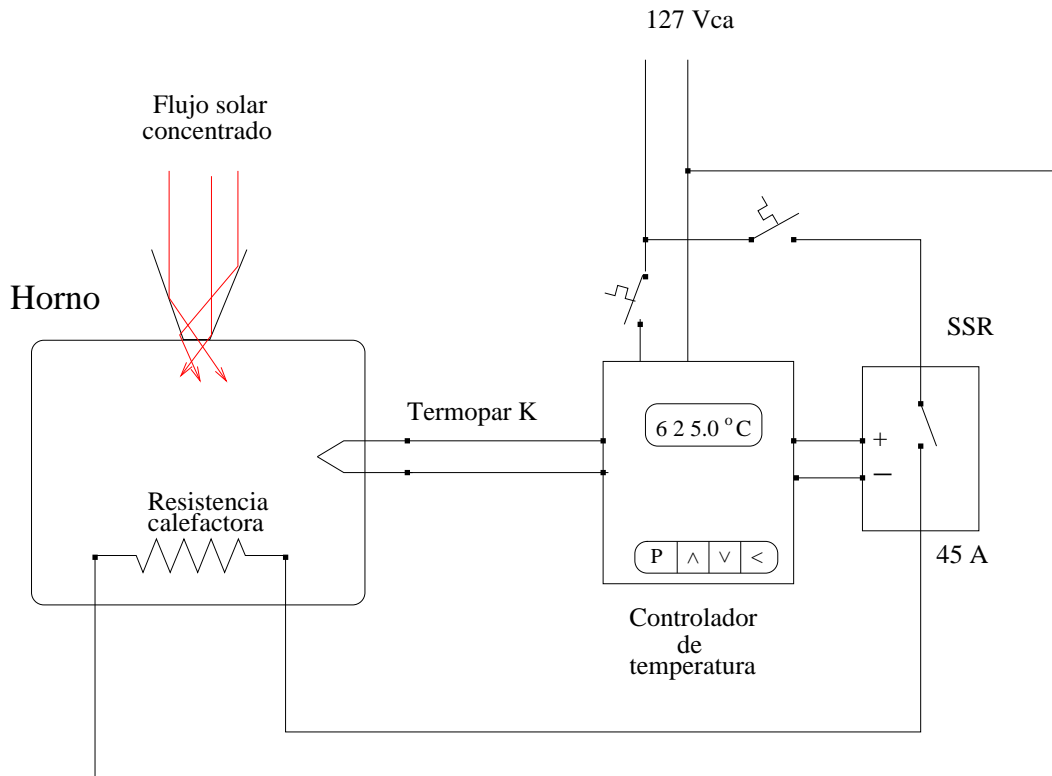 127 Vca
Flujo solar
concentrado
Horno
SSR
Termopar K
6 2 5.0 °C
+
−
Resistencia
calefactora
P ˄ ˅ <
45 A
Controlador
de
temperatura